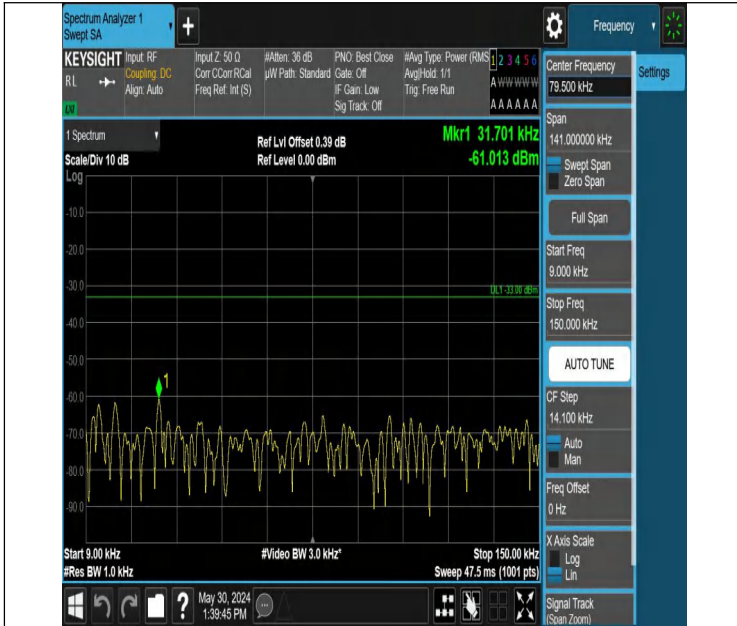 Spectrum Analyzer 1
Swept SA
+
Frequency
KEYSIGHT
RL
Input: RF
Coupling: DC
Align: Auto
Input Z: 50 Ω
Corr CCorr RCal
Freq Ref: Int (S)
#Atten: 36 dB
µW Path: Standard
PNO: Best Close
Gate: Off
IF Gain: Low
Sig Track: Off
#Avg Type: Power (RMS
Avg|Hold: 1/1
Trig: Free Run
1 2 3 4 5 6
A W W W W W
A A A A A A
1 Spectrum
Scale/Div 10 dB
Log
Ref Lvl Offset 0.39 dB
Ref Level 0.00 dBm
Mkr1 31.701 kHz
-61.013 dBm
-10.0
-20.0
-30.0
DL1 -33.00 dBm
-40.0
-50.0
1
-60.0
-70.0
-80.0
-90.0
Start 9.00 kHz
#Res BW 1.0 kHz
#Video BW 3.0 kHz*
Stop 150.00 kHz
Sweep 47.5 ms (1001 pts)
?
May 30, 2024
1:39:45 PM
Center Frequency
79.500 kHz
Settings
Span
141.000000 kHz
Swept Span
Zero Span
Full Span
Start Freq
9.000 kHz
Stop Freq
150.000 kHz
AUTO TUNE
CF Step
14.100 kHz
Auto
Man
Freq Offset
0 Hz
X Axis Scale
Log
Lin
Signal Track
(Span Zoom)